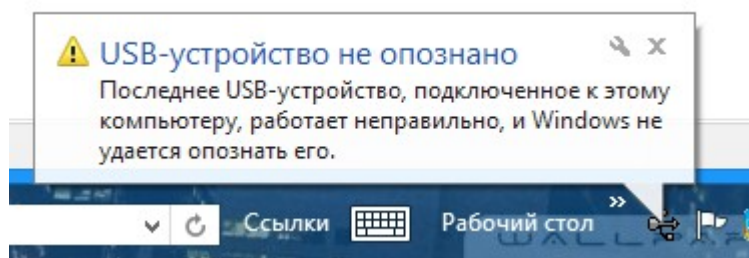 USB-устройство не опознано
Последнее USB-устройство, подключенное к этому
компьютеру, работает неправильно, и Windows не
удается опознать его.
Ссылки Рабочий стол »